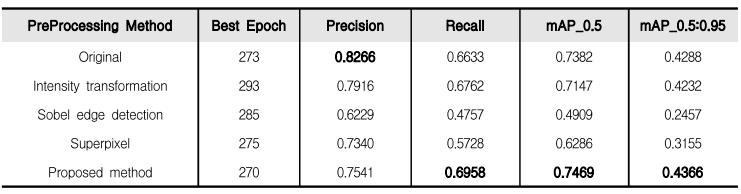 PreProcessing Method Best Epoch Precision Recall mAP_0.5 mAP_0.5:0.95
Original 273 0.8266 0.6633 0.7382 0.4288
Intensity transformation 293 0.7916 0.6762 0.7147 0.4232
Sobel edge detection 285 0.6229 0.4757 0.4909 0.2457
Superpixel 275 0.7340 0.5728 0.6286 0.3155
Proposed method 270 0.7541 0.6958 0.7469 0.4366